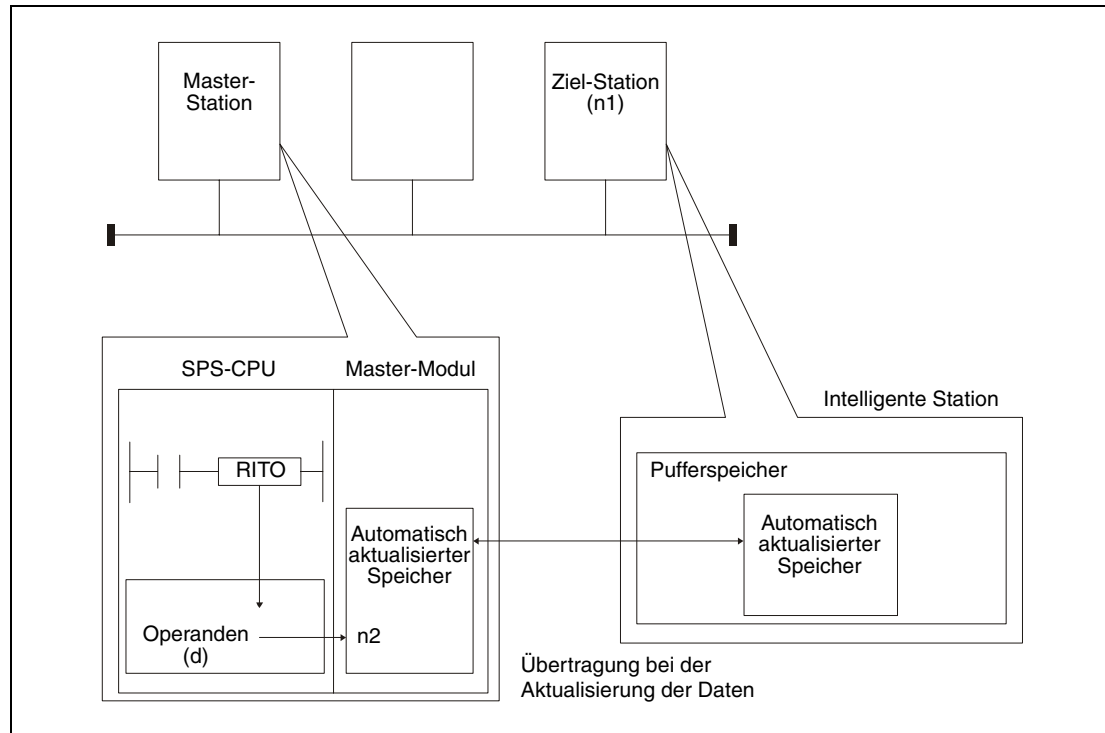 Master-
Station
Ziel-Station
(n1)
SPS-CPU
Master-Modul
RITO
Automatisch
aktualisierter
Speicher
Operanden
(d)
n2
Intelligente Station
Pufferspeicher
Automatisch
aktualisierter
Speicher
Übertragung bei der
Aktualisierung der Daten